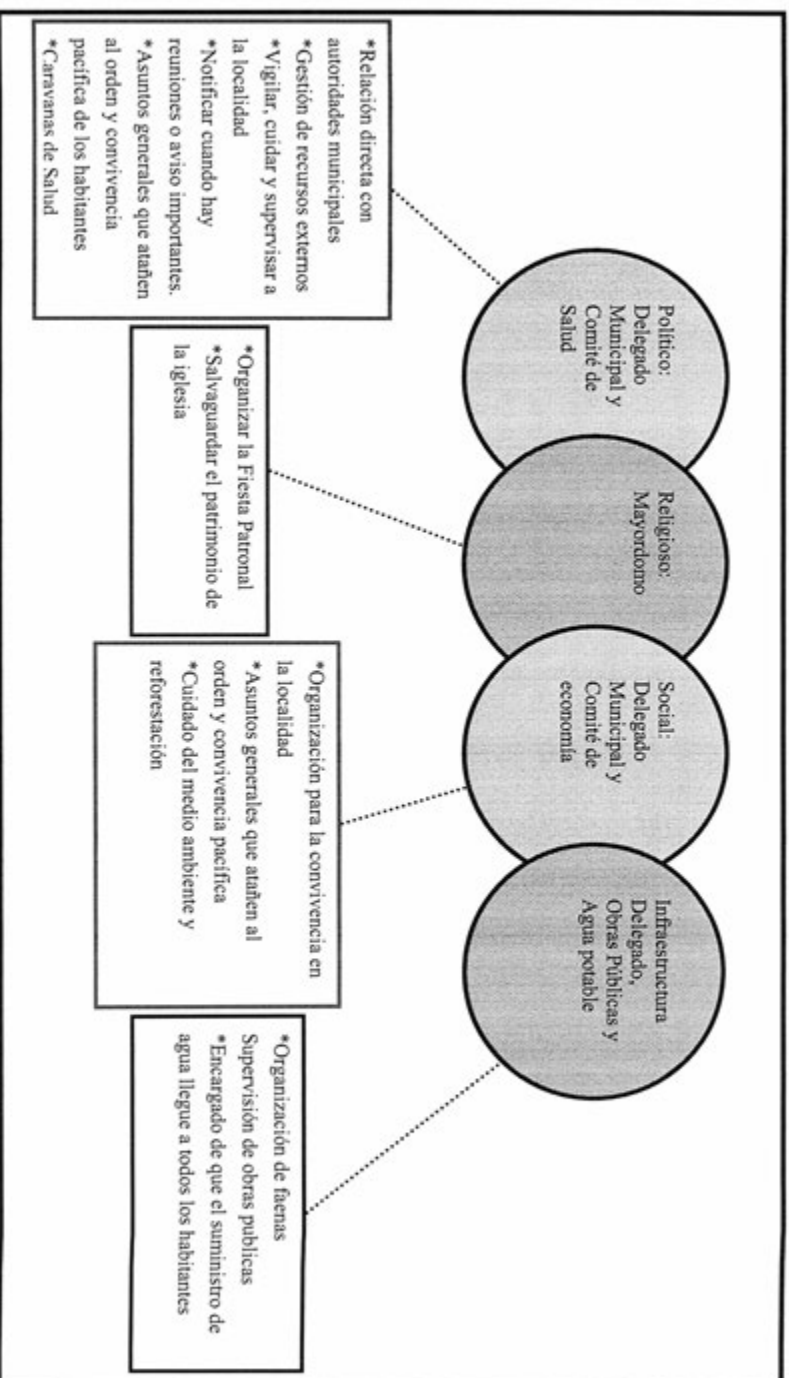 Político:
Delegado
Municipal y
Comité de
Salud
Religioso:
Mayordomo
Social:
Delegado
Municipal y
Comité de
economía
Infraestructura
Delegado,
Obras Públicas y
Agua potable
*Relación directa con
autoridades municipales
*Gestión de recursos externos
*Vigilar, cuidar y supervisar a
la localidad
*Notificar cuando hay
reuniones o aviso importantes.
*Asuntos generales que atañen
al orden y convivencia
pacífica de los habitantes
*Caravanas de Salud
*Organizar la Fiesta Patronal
*Salvaguardar el patrimonio de
la iglesia
*Organización para la convivencia en
la localidad
*Asuntos generales que atañen al
orden y convivencia pacífica
*Cuidado del medio ambiente y
reforestación
*Organización de faenas
Supervisión de obras publicas
*Encargado de que el suministro de
agua llegue a todos los habitantes